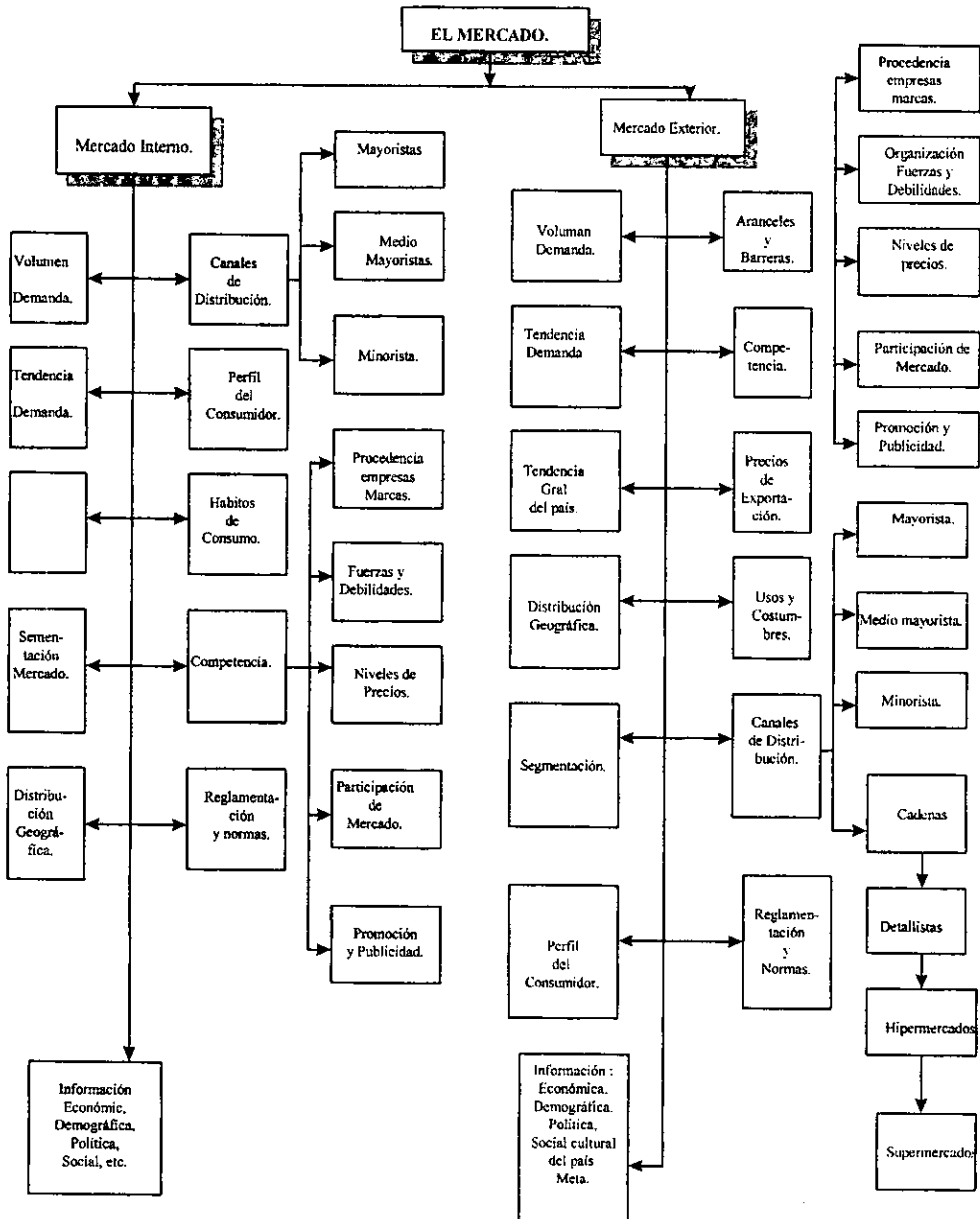 EL MERCADO.
Mercado Interno.
Mayoristas
Medio
Mayoristas.
Minorista.
Volumen
Demanda.
Canales
de
Distribución.
Tendencia
Demanda.
Perfil
del
Consumidor.
Habitos
de
Consumo.
Procedencia
empresas
Marcas.
Fuerzas y
Debilidades.
Sementación
Mercado.
Competencia.
Niveles de
Precios.
Participación
de
Mercado.
Promoción
y Publicidad.
Distribu-
ción
Geográ-
fica.
Reglamenta-
ción
y normas.
Información
Económic,
Demográfica,
Política,
Social, etc.
Mercado Exterior.
Voluman
Demanda.
Aranceles
y
Barreras.
Tendencia
Demanda
Compe-
tencia.
Tendencia
Gral
del país.
Precios
de
Exporta-
ción.
Distribución
Geográfica.
Usos y
Costum-
bres.
Segmentación.
Canales
de Distri-
bución.
Perfil
del
Consumidor.
Reglamen-
tación
y
Normas.
Información :
Económica.
Demográfica.
Política,
Social cultural
del país
Meta.
Procedencia
empresas
marcas.
Organización
Fuerzas y
Debilidades.
Niveles de
precios.
Participación de
Mercado.
Promoción y
Publicidad.
Mayorista.
Medio mayorista.
Minorista.
Cadenas
Detallistas
Hipermercados
Supermercados